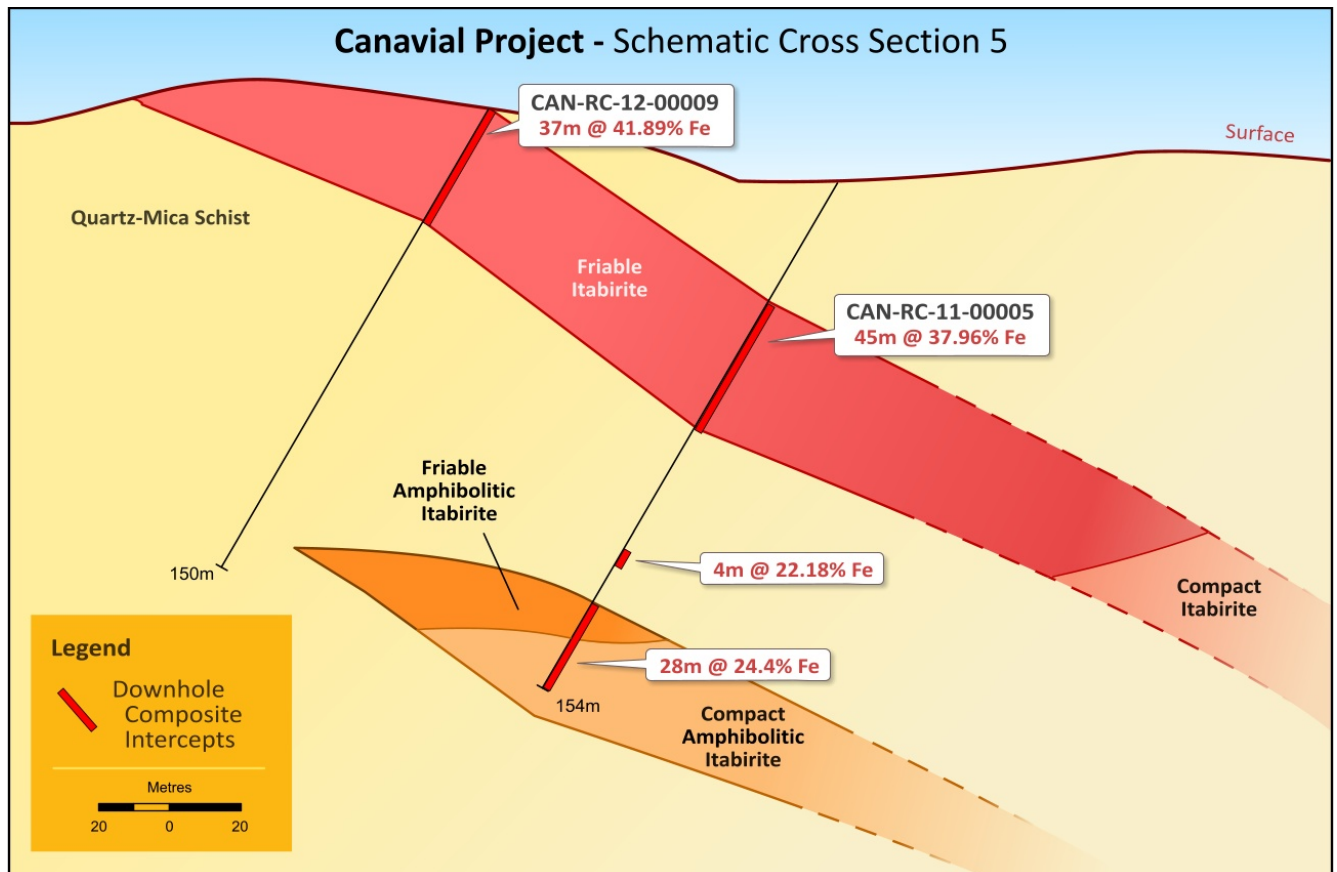 Canavial Project - Schematic Cross Section 5
CAN-RC-12-00009
37m @ 41.89% Fe
Surface
Quartz-Mica Schist
Friable
Itabirite
CAN-RC-11-00005
45m @ 37.96% Fe
Friable
Amphibolitic
Itabirite
150m
4m @ 22.18% Fe
Compact
Itabirite
28m @ 24.4% Fe
154m
Compact
Amphibolitic
Itabirite
Legend
Downhole
Composite
Intercepts
Metres
20 0 20